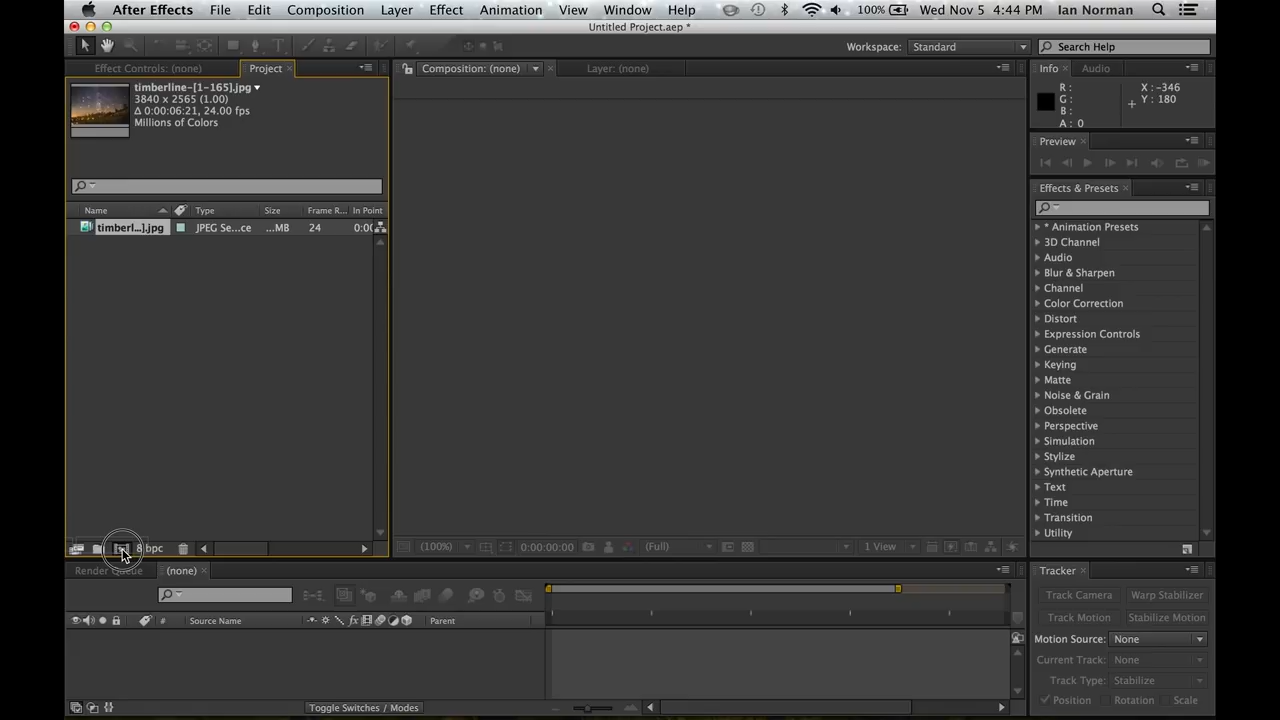 After Effects File Edit Composition Layer Effect Animation View Window Help 100% Wed Nov 5 4:44 PM Ian Norman
Untitled Project.aep *
Workspace: Standard Search Help
Effect Controls: (none) Project Composition: (none) Layer: (none) Info Audio
timberline-[1-165].jpg
3840 x 2565 (1.00)
Δ 0:00:06:21, 24.00 fps
Millions of Colors
R :
G :
B :
A : 0
X : -346
Y : 180
Preview
Effects & Presets
Name Type Size Frame R... In Point
timberl...].jpg JPEG Se...ce ...MB 24 0:00
* Animation Presets
3D Channel
Audio
Blur & Sharpen
Channel
Color Correction
Distort
Expression Controls
Generate
Keying
Matte
Noise & Grain
Obsolete
Perspective
Simulation
Stylize
Synthetic Aperture
Text
Time
Transition
Utility
8 bpc (100%) 0:00:00:00 (Full) 1 View
Render Queue (none) Tracker
Track Camera Warp Stabilizer
Track Motion Stabilize Motion
# Source Name fx Parent
Motion Source: None
Current Track: None
Track Type: Stabilize
Position Rotation Scale
Toggle Switches / Modes